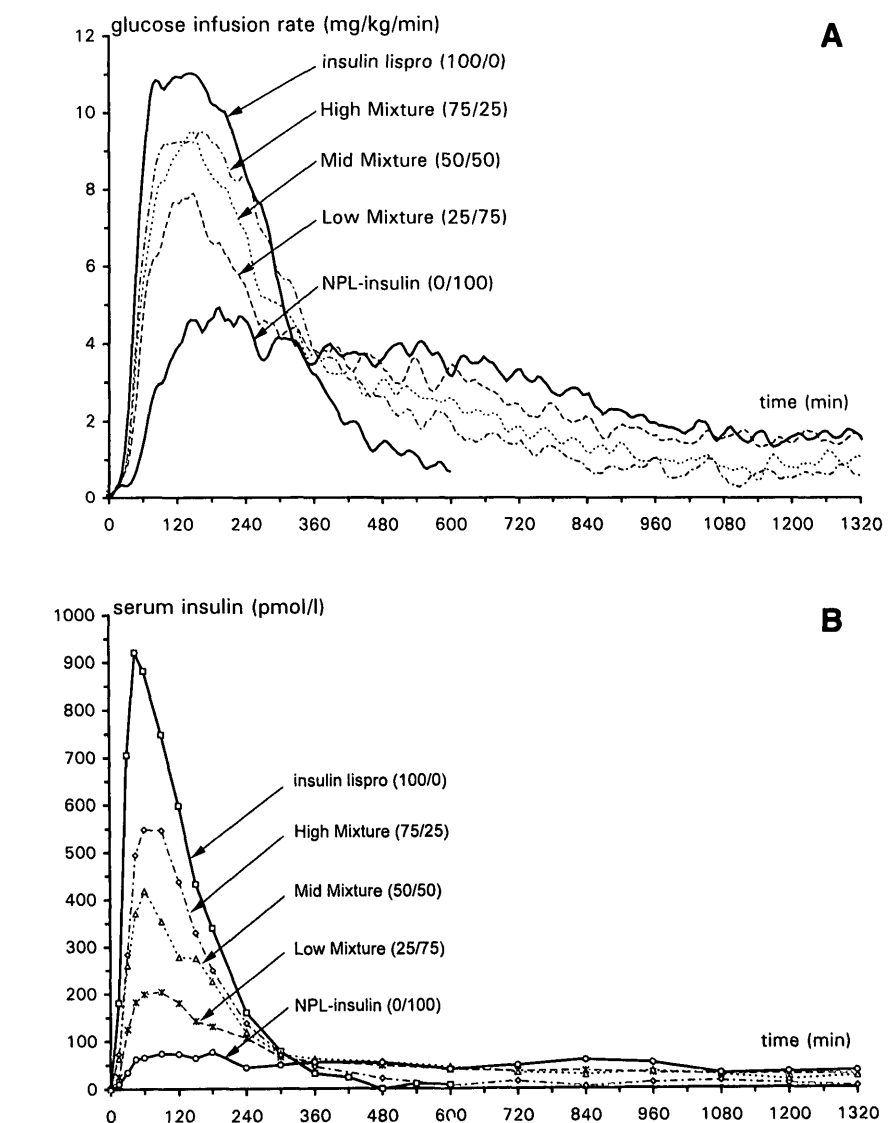 glucose infusion rate (mg/kg/min)
A
12
insulin lispro (100/0)
10
High Mixture (75/25)
Mid Mixture (50/50)
8
Low Mixture (25/75)
6
NPL-insulin (0/100)
4
time (min)
2
0
0 120 240 360 480 600 720 840 960 1080 1200 1320
serum insulin (pmol/l)
B
1000
900
800
insulin lispro (100/0)
700
600
High Mixture (75/25)
500
Mid Mixture (50/50)
400
Low Mixture (25/75)
300
200
NPL-insulin (0/100)
100
time (min)
0
0 120 240 360 480 600 720 840 960 1080 1200 1320